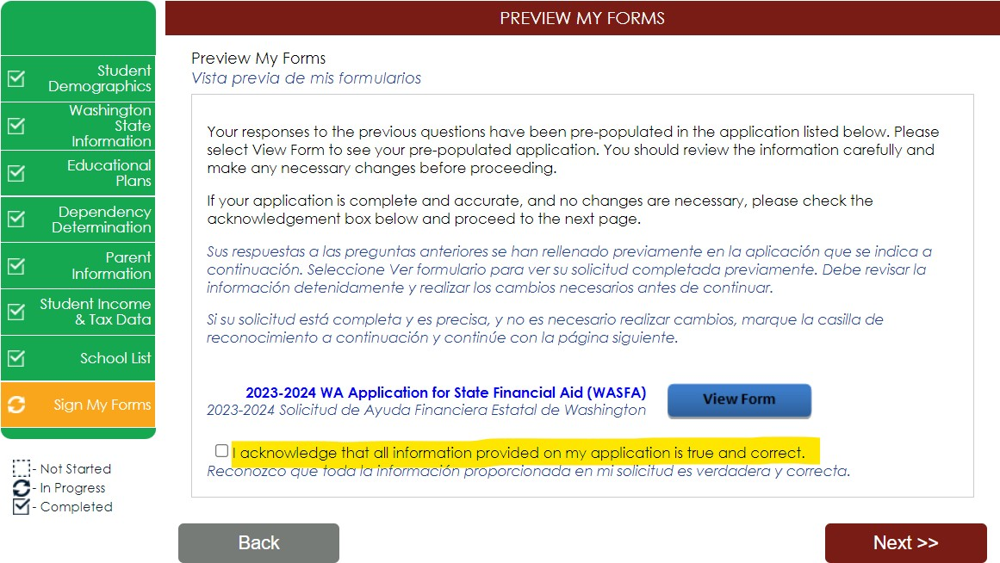 PREVIEW MY FORMS
Student
Demographics
Washington
State
Information
Educational
Plans
Dependency
Determination
Parent
Information
Student Income
& Tax Data
School List
Sign My Forms
- Not Started
- In Progress
- Completed
Preview My Forms
Vista previa de mis formularios
Your responses to the previous questions have been pre-populated in the application listed below. Please
select View Form to see your pre-populated application. You should review the information carefully and
make any necessary changes before proceeding.
If your application is complete and accurate, and no changes are necessary, please check the
acknowledgement box below and proceed to the next page.
Sus respuestas a las preguntas anteriores se han rellenado previamente en la aplicación que se indica a
continuación. Seleccione Ver formulario para ver su solicitud completada previamente. Debe revisar la
información detenidamente y realizar los cambios necesarios antes de continuar.
Si su solicitud está completa y es precisa, y no es necesario realizar cambios, marque la casilla de
reconocimiento a continuación y continúe con la página siguiente.
2023-2024 WA Application for State Financial Aid (WASFA)
2023-2024 Solicitud de Ayuda Financiera Estatal de Washington
View Form
I acknowledge that all information provided on my application is true and correct.
Reconozco que toda la información proporcionada en mi solicitud es verdadera y correcta.
Back
Next >>